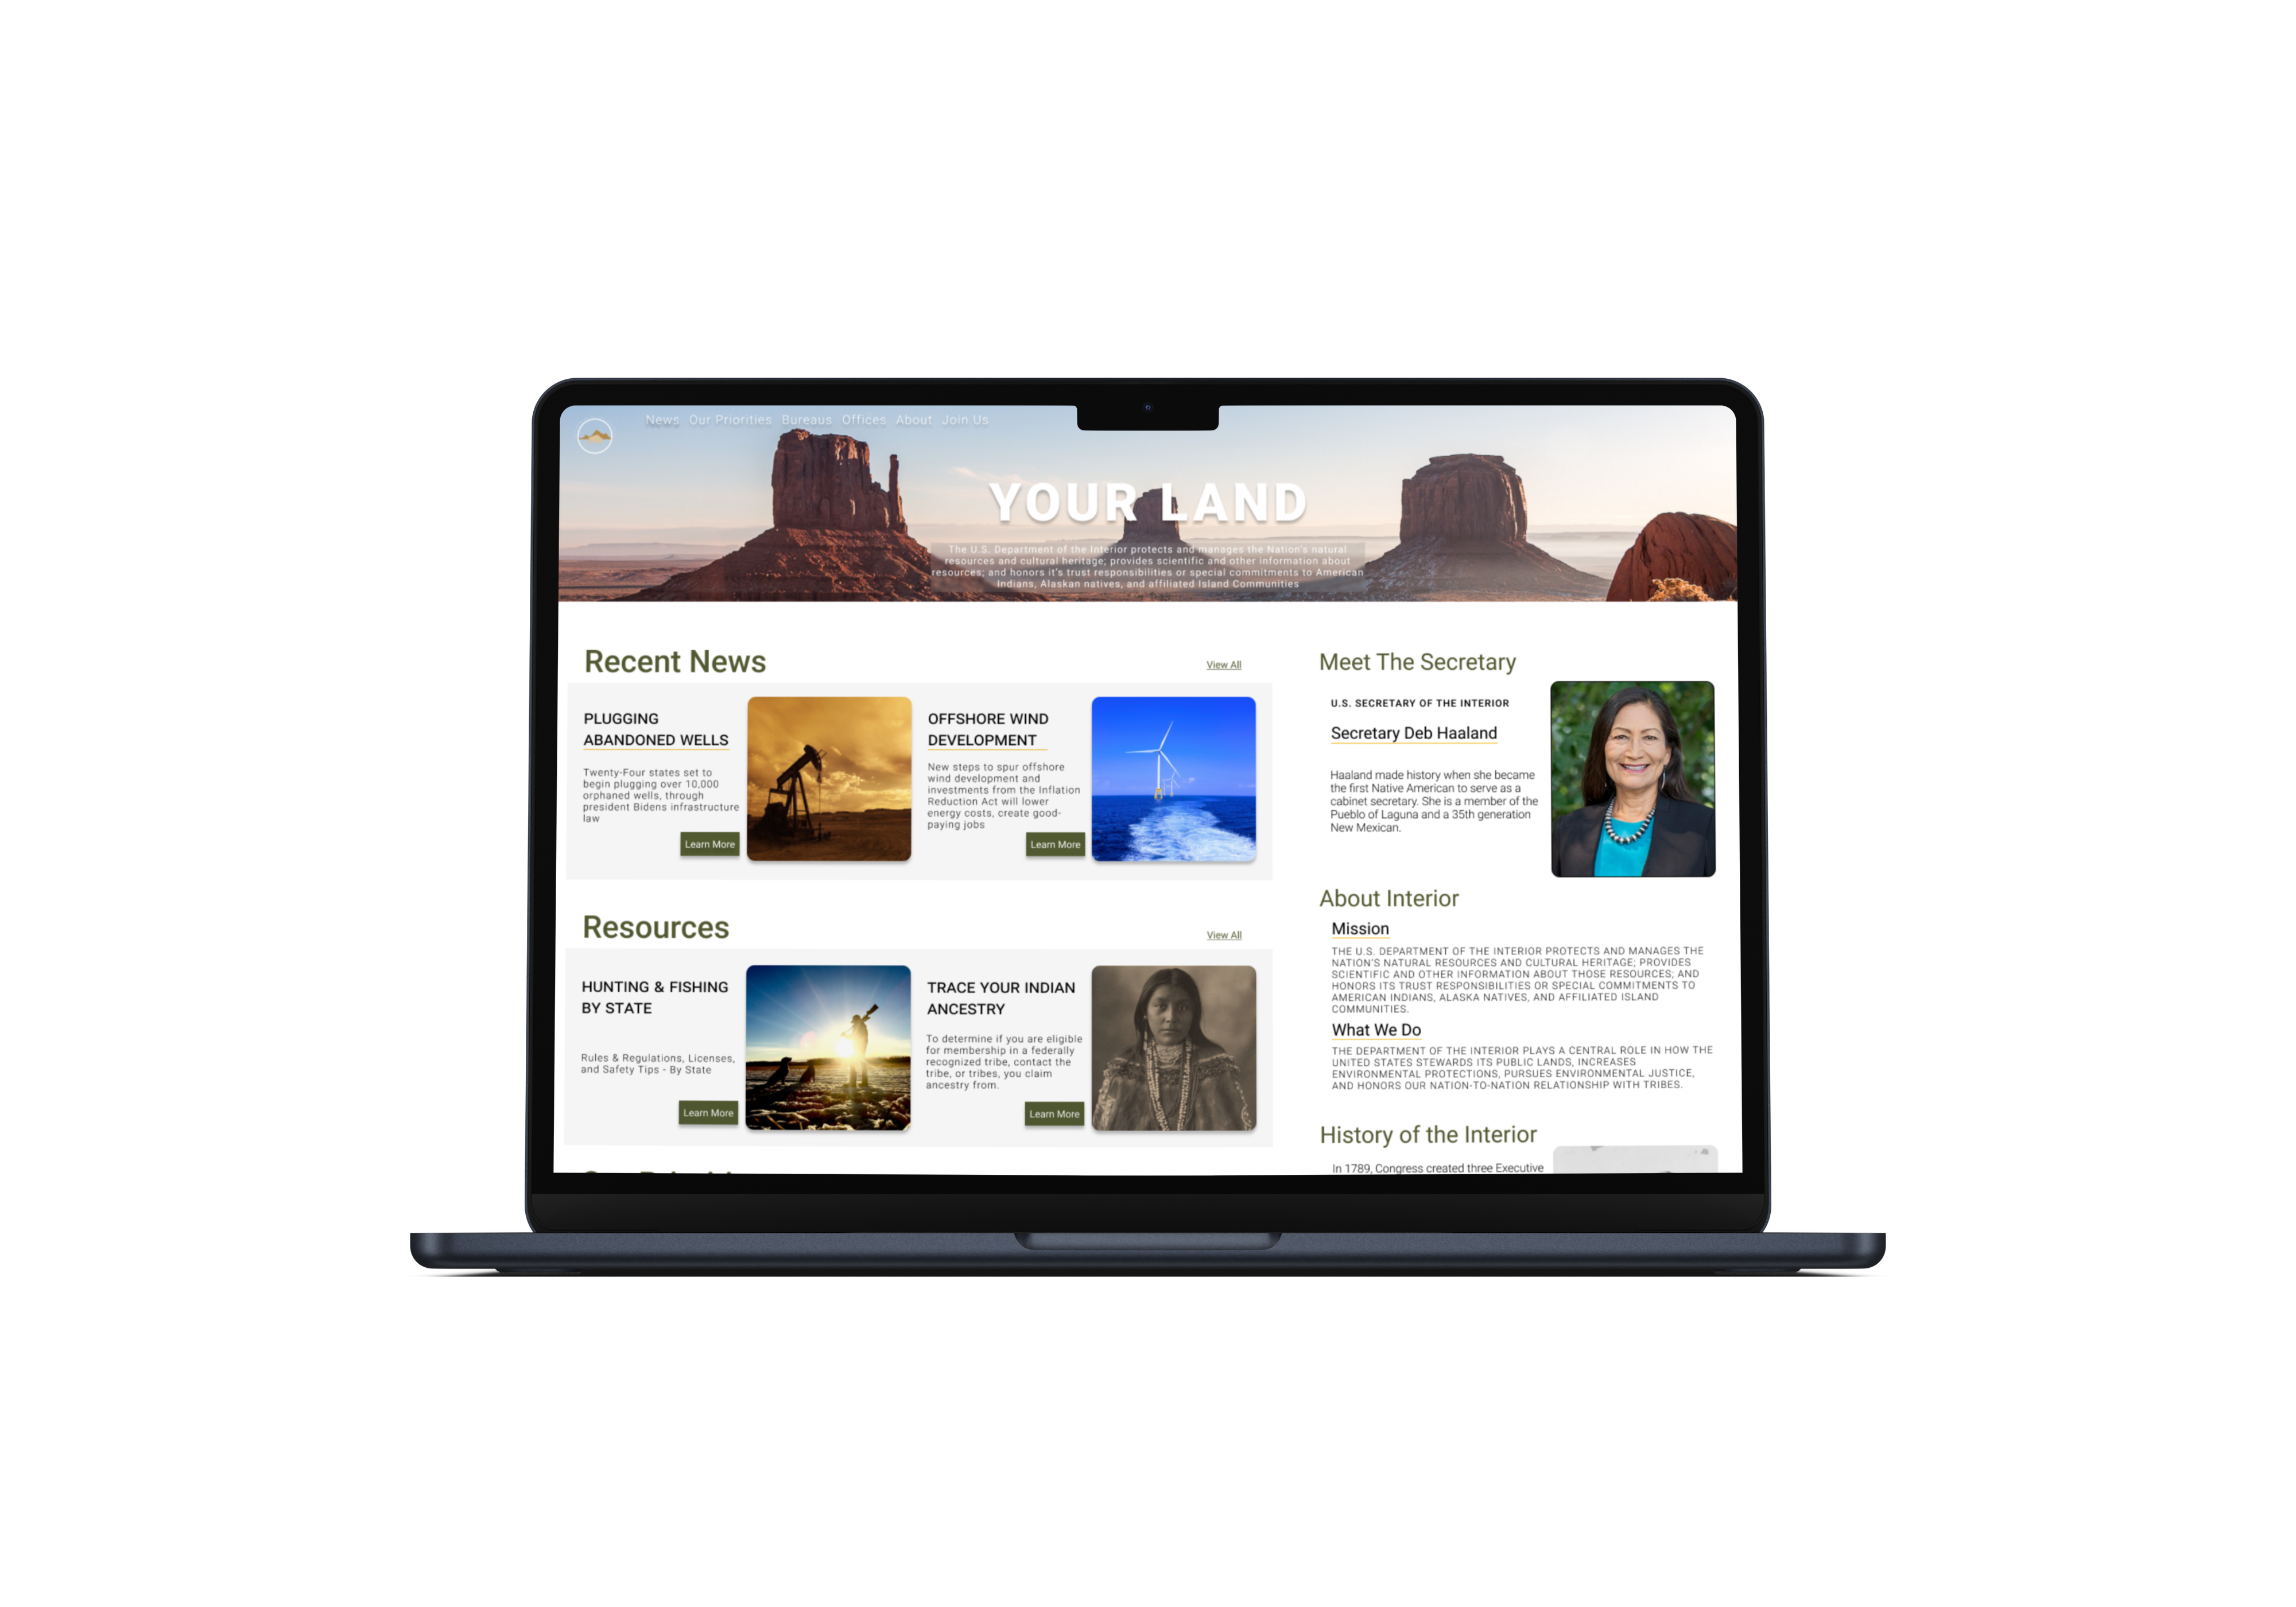 News Our Priorities Bureaus Offices About Join Us
YOUR LAND
The U.S. Department of the Interior protects and manages the Nation's natural
resources and cultural heritage; provides scientific and other information about
resources; and honors it's trust responsibilities or special commitments to American
Indians, Alaskan natives, and affiliated Island Communities
Recent News
View All
PLUGGING
ABANDONED WELLS
Twenty-Four states set to
begin plugging over 10,000
orphaned wells, through
president Bidens infrastructure
law
Learn More
OFFSHORE WIND
DEVELOPMENT
New steps to spur offshore
wind development and
investments from the Inflation
Reduction Act will lower
energy costs, create good-
paying jobs
Learn More
Resources
View All
HUNTING & FISHING
BY STATE
Rules & Regulations, Licenses,
and Safety Tips - By State
Learn More
TRACE YOUR INDIAN
ANCESTRY
To determine if you are eligible
for membership in a federally
recognized tribe, contact the
tribe, or tribes, you claim
ancestry from.
Learn More
Meet The Secretary
U.S. SECRETARY OF THE INTERIOR
Secretary Deb Haaland
Haaland made history when she became
the first Native American to serve as a
cabinet secretary. She is a member of the
Pueblo of Laguna and a 35th generation
New Mexican.
About Interior
Mission
THE U.S. DEPARTMENT OF THE INTERIOR PROTECTS AND MANAGES THE
NATION'S NATURAL RESOURCES AND CULTURAL HERITAGE; PROVIDES
SCIENTIFIC AND OTHER INFORMATION ABOUT THOSE RESOURCES; AND
HONORS ITS TRUST RESPONSIBILITIES OR SPECIAL COMMITMENTS TO
AMERICAN INDIANS, ALASKA NATIVES, AND AFFILIATED ISLAND
COMMUNITIES.
What We Do
THE DEPARTMENT OF THE INTERIOR PLAYS A CENTRAL ROLE IN HOW THE
UNITED STATES STEWARDS ITS PUBLIC LANDS, INCREASES
ENVIRONMENTAL PROTECTIONS, PURSUES ENVIRONMENTAL JUSTICE,
AND HONORS OUR NATION-TO-NATION RELATIONSHIP WITH TRIBES.
History of the Interior
In 1789, Congress created three Executive